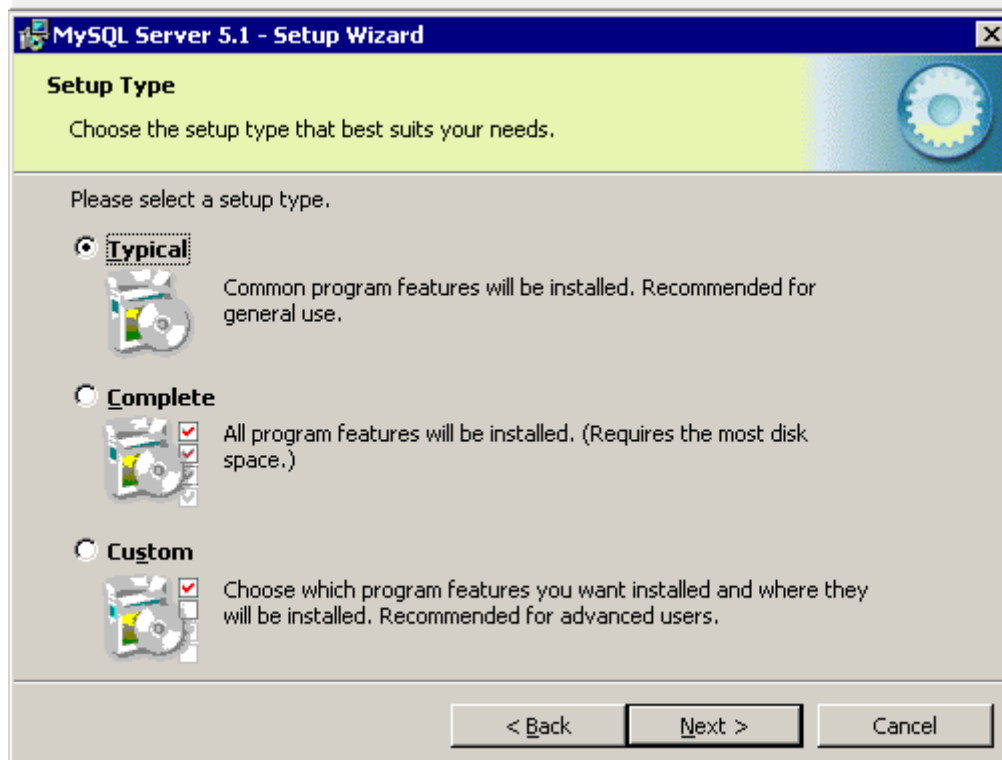 MySQL Server 5.1 - Setup Wizard
Setup Type
Choose the setup type that best suits your needs.
Please select a setup type.
Typical
Common program features will be installed. Recommended for
general use.
Complete
All program features will be installed. (Requires the most disk
space.)
Custom
Choose which program features you want installed and where they
will be installed. Recommended for advanced users.
< Back
Next >
Cancel